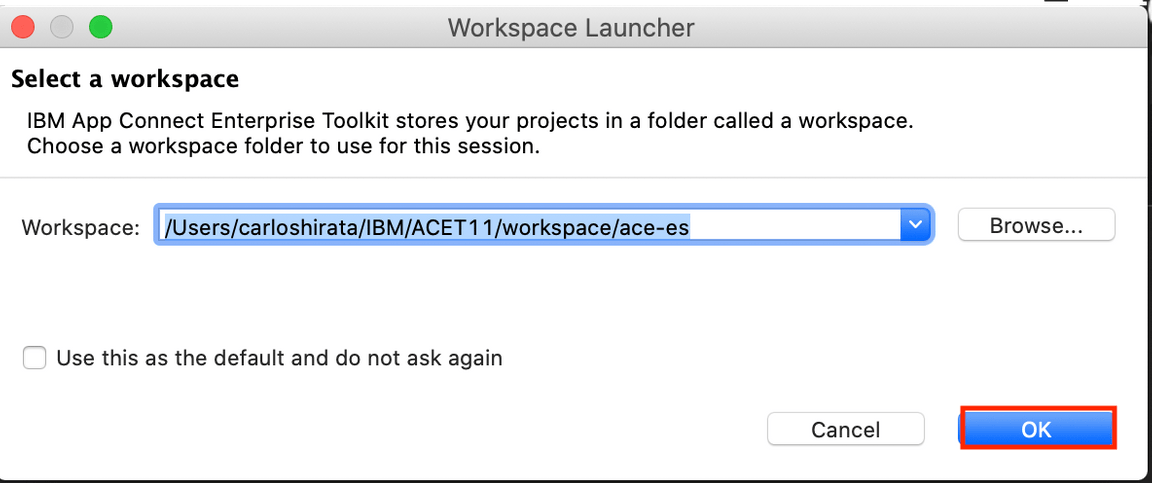 Workspace Launcher
Select a workspace
IBM App Connect Enterprise Toolkit stores your projects in a folder called a workspace.
Choose a workspace folder to use for this session.
Workspace: /Users/carloshirata/IBM/ACET11/workspace/ace-es Browse...
Use this as the default and do not ask again
Cancel OK